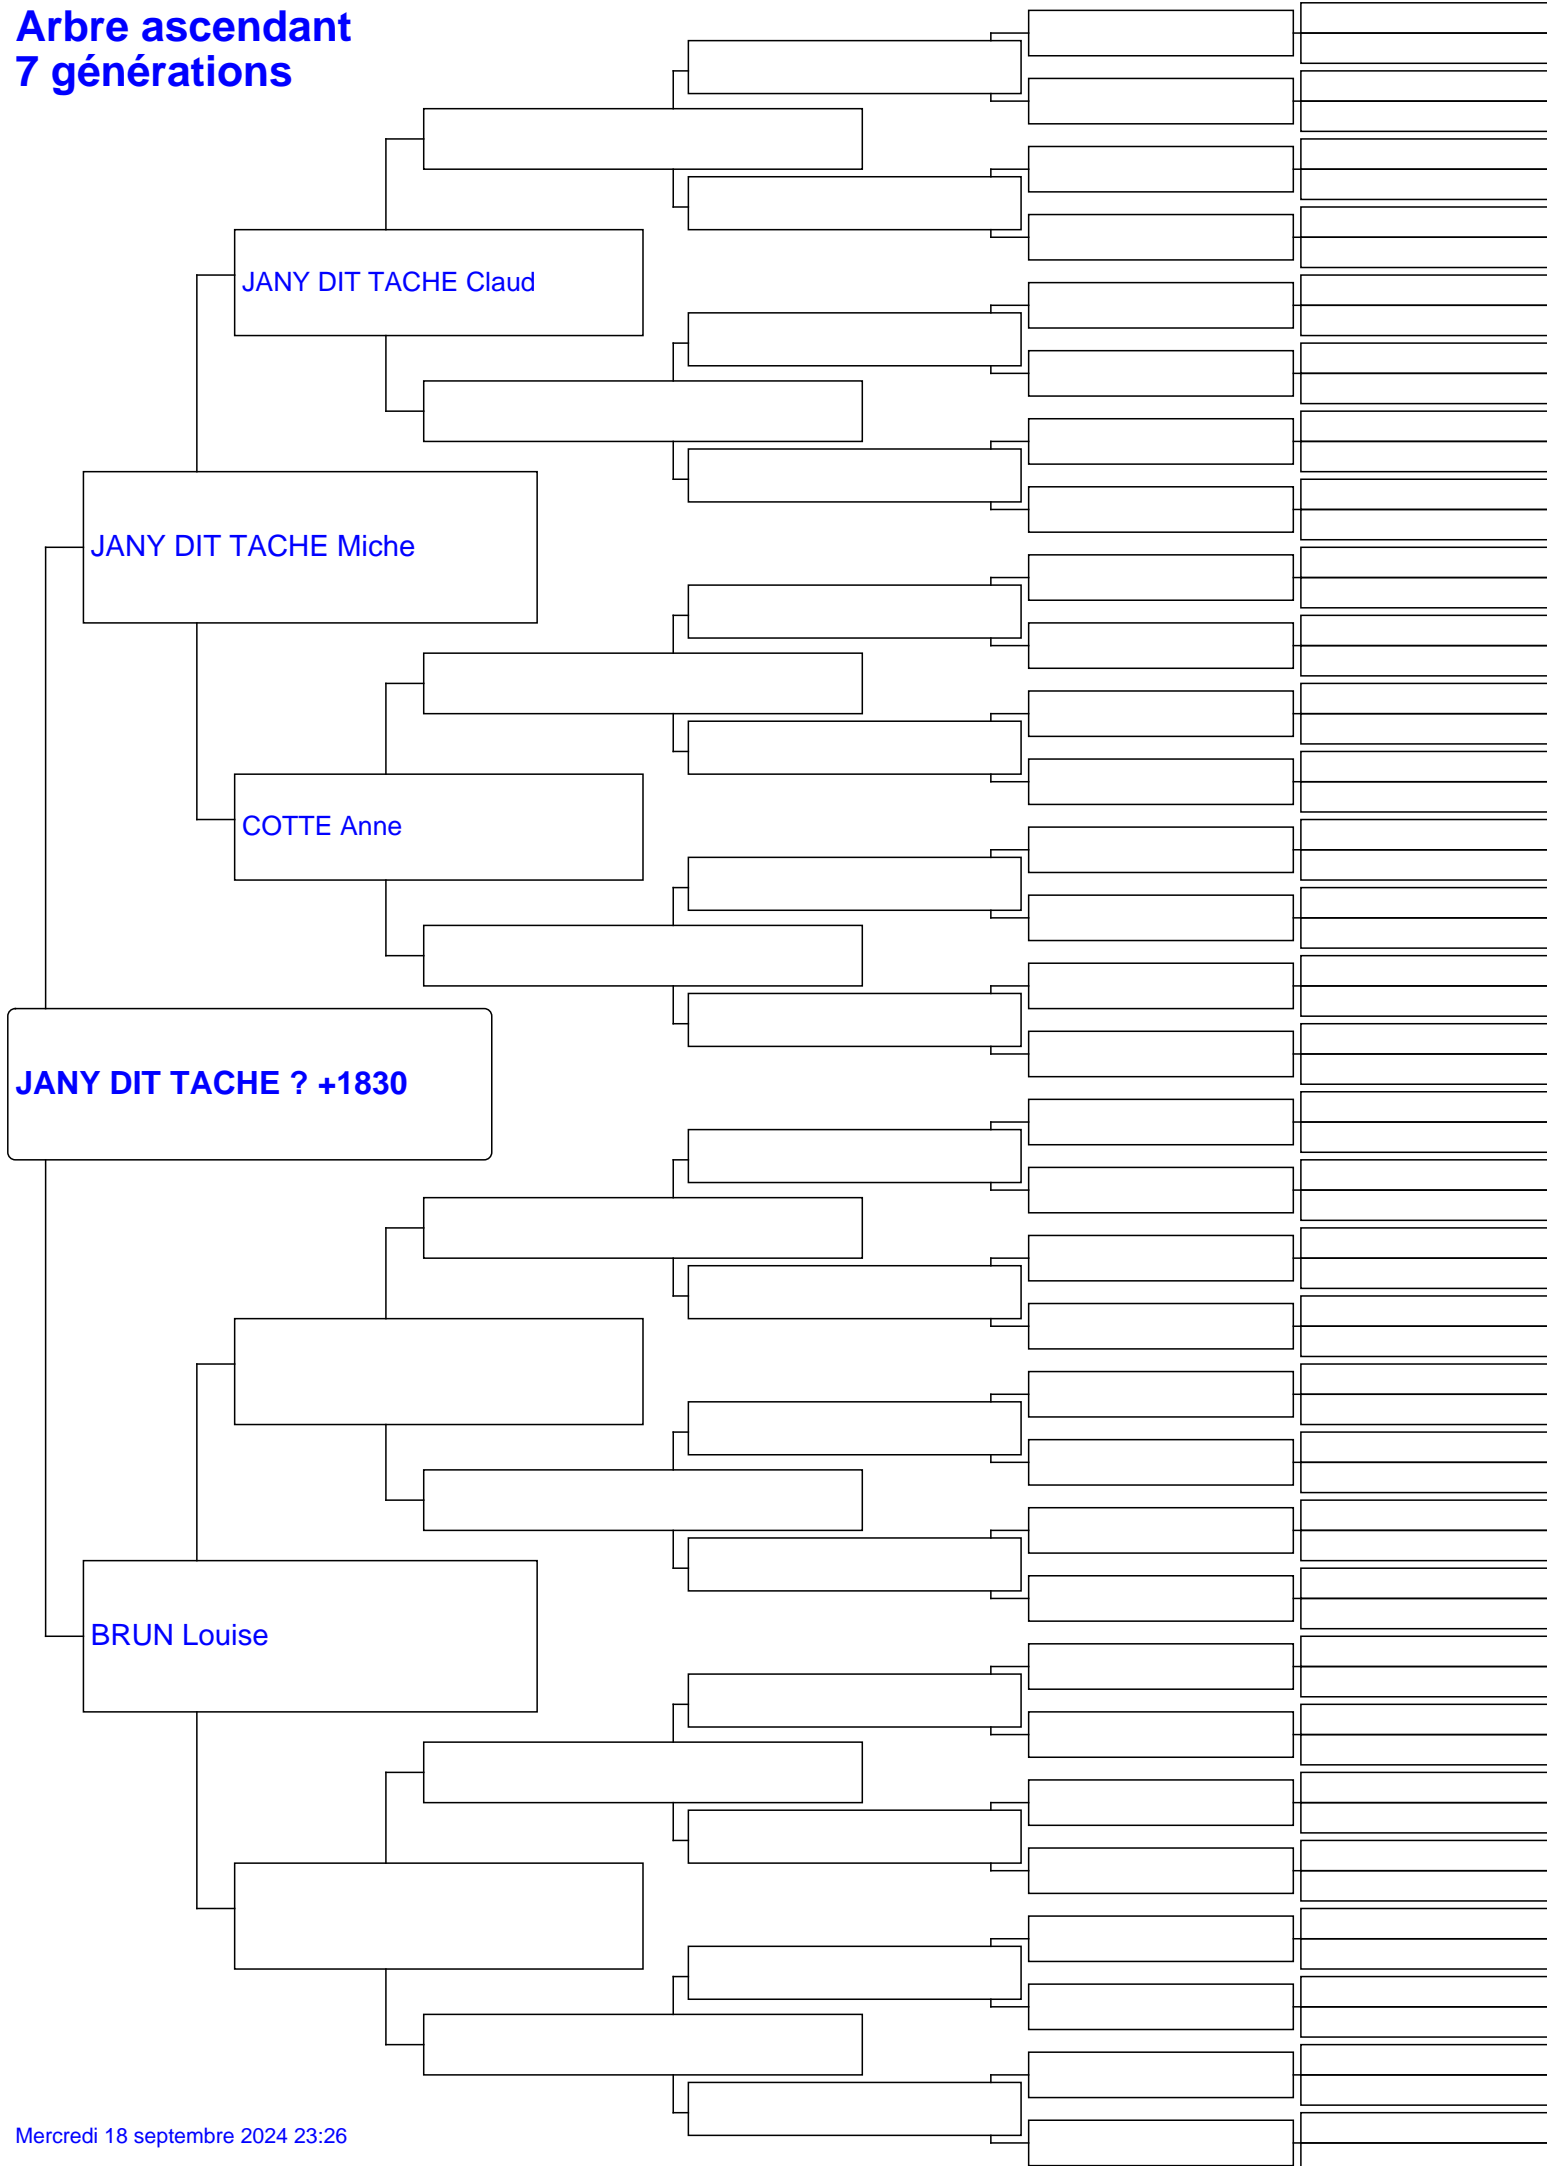 Arbre ascendant
7 générations
JANY DIT TACHE Claud
JANY DIT TACHE Miche
COTTE Anne
JANY DIT TACHE ? +1830
BRUN Louise
Mercredi 18 septembre 2024 23:26